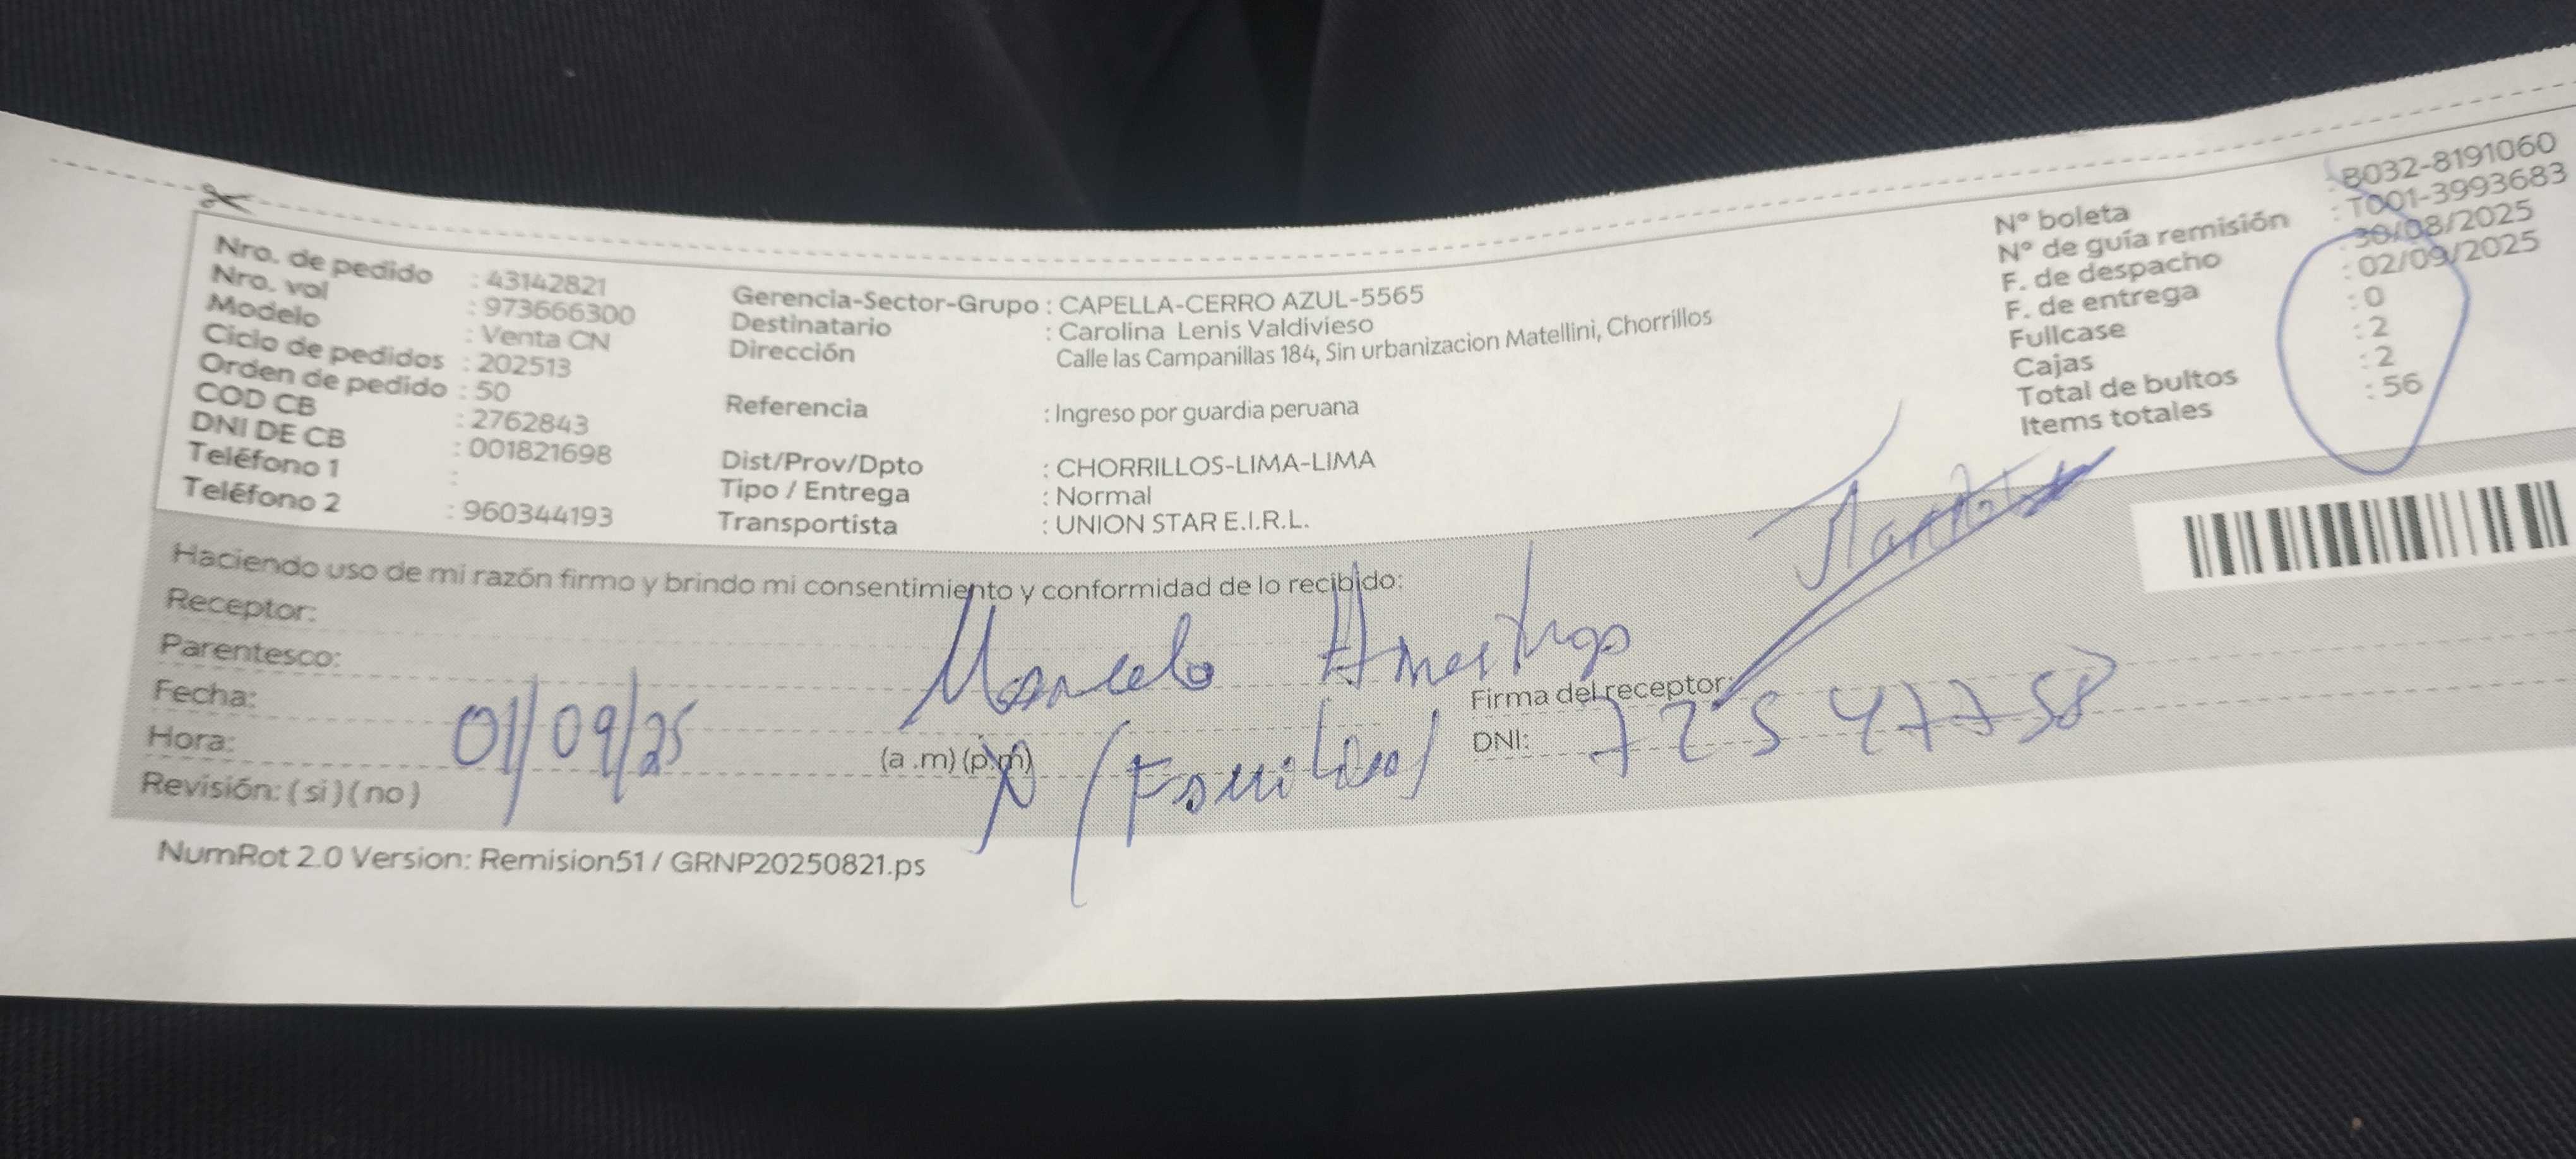 Nro. de pedido : 43142821
Nro. vol : 973666300
Modelo : Venta CN
Ciclo de pedidos : 202513
Orden de pedido : 50
COD CB : 2762843
DNI DE CB : 001821698
Teléfono 1 :
Teléfono 2 : 960344193
Gerencia-Sector-Grupo : CAPELLA-CERRO AZUL-5565
Destinatario : Carolina Lenis Valdivieso
Dirección : Calle las Campanillas 184, Sin urbanizacion Matellini, Chorrillos
Referencia : Ingreso por guardia peruana
Dist/Prov/Dpto : CHORRILLOS-LIMA-LIMA
Tipo / Entrega : Normal
Transportista : UNION STAR E.I.R.L.
N° boleta : B032-8191060
N° de guía remisión : T001-3993683
F. de despacho : 30/08/2025
F. de entrega : 02/09/2025
Fullcase : 0
Cajas : 2
Total de bultos : 2
Items totales : 56
Haciendo uso de mi razón firmo y brindo mi consentimiento y conformidad de lo recibido:
Receptor: Marcelo
Parentesco:
Fecha: 01/09/25
Firma del receptor:
Hora: (a .m) (p.m) (Familiar)
DNI: 72547758
Revisión: ( si ) ( no )
NumRot 2.0 Version: Remision51 / GRNP20250821.ps